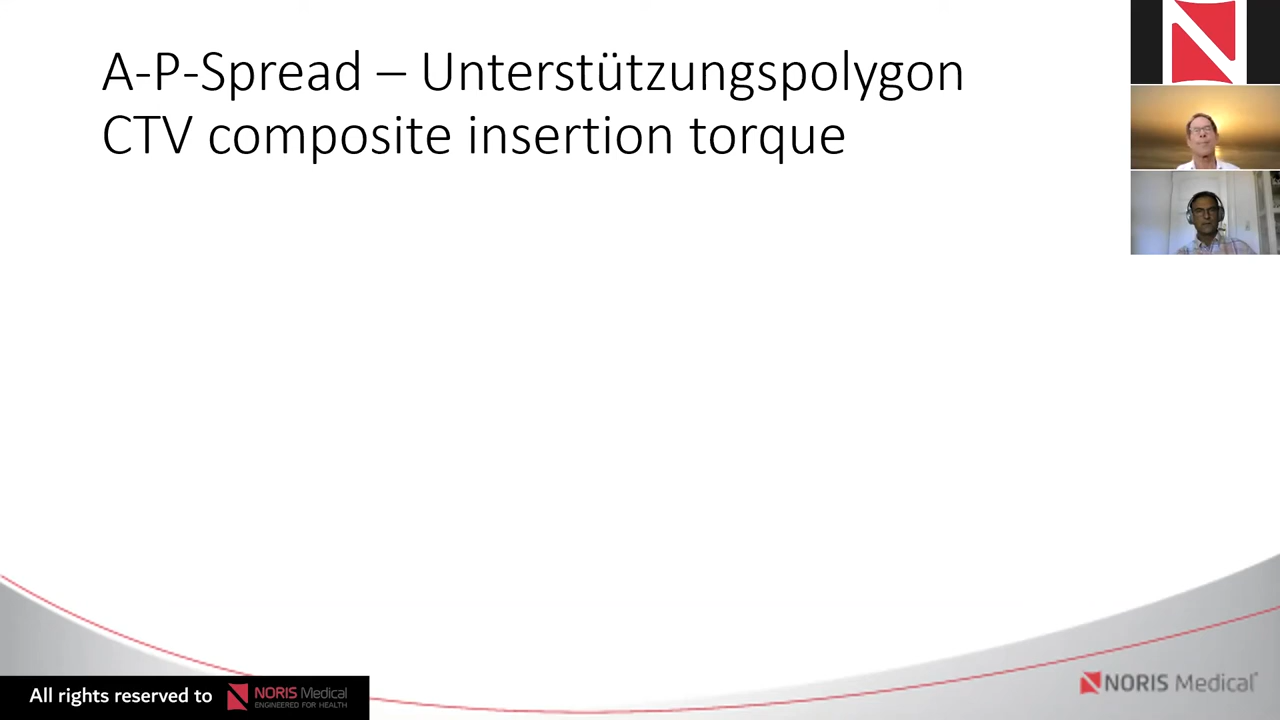 A-P-Spread – Unterstützungspolygon
CTV composite insertion torque
All rights reserved to NORIS Medical
ENGINEERED FOR HEALTH
NORIS Medical